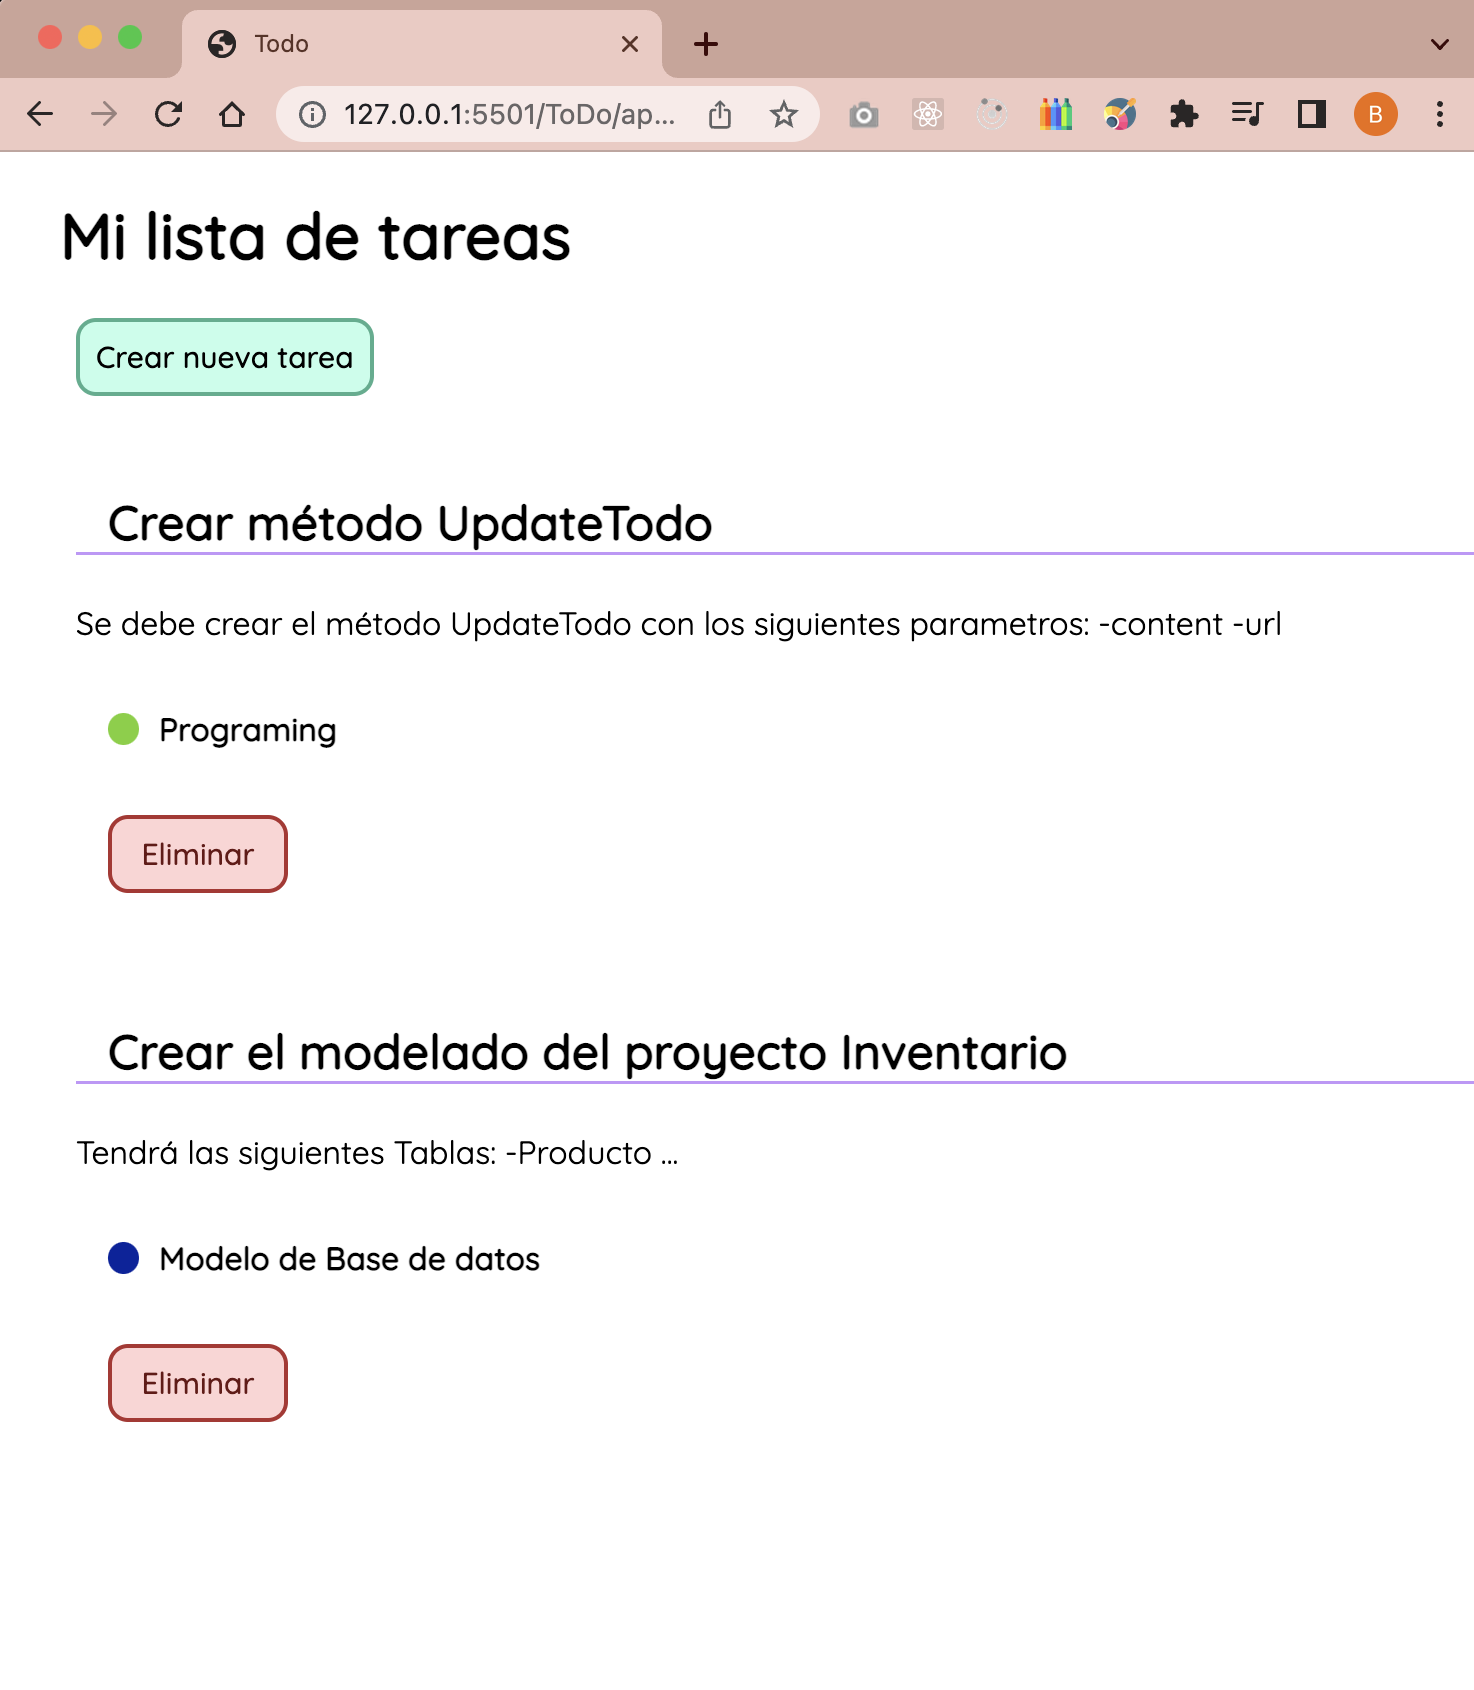 Todo
127.0.0.1:5501/ToDo/ap...
B
Mi lista de tareas
Crear nueva tarea
Crear método UpdateTodo
Se debe crear el método UpdateTodo con los siguientes parametros: -content -url
Programing
Eliminar
Crear el modelado del proyecto Inventario
Tendrá las siguientes Tablas: -Producto ...
Modelo de Base de datos
Eliminar